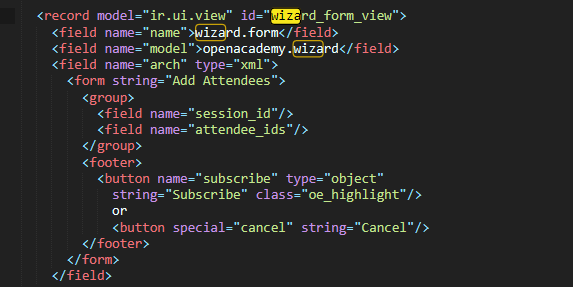 <record model="ir.ui.view" id="wizard_form_view">
<field name="name">wizard.form</field>
<field name="model">openacademy.wizard</field>
<field name="arch" type="xml">
<form string="Add Attendees">
<group>
<field name="session_id"/>
<field name="attendee_ids"/>
</group>
<footer>
<button name="subscribe" type="object"
string="Subscribe" class="oe_highlight"/>
or
<button special="cancel" string="Cancel"/>
</footer>
</form>
</field>